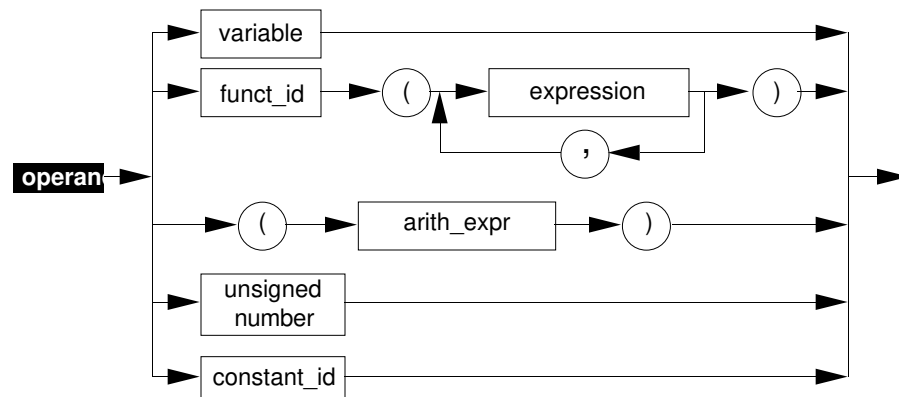 variable
funct_id ( expression )
,
operan
( arith_expr )
unsigned
number
constant_id